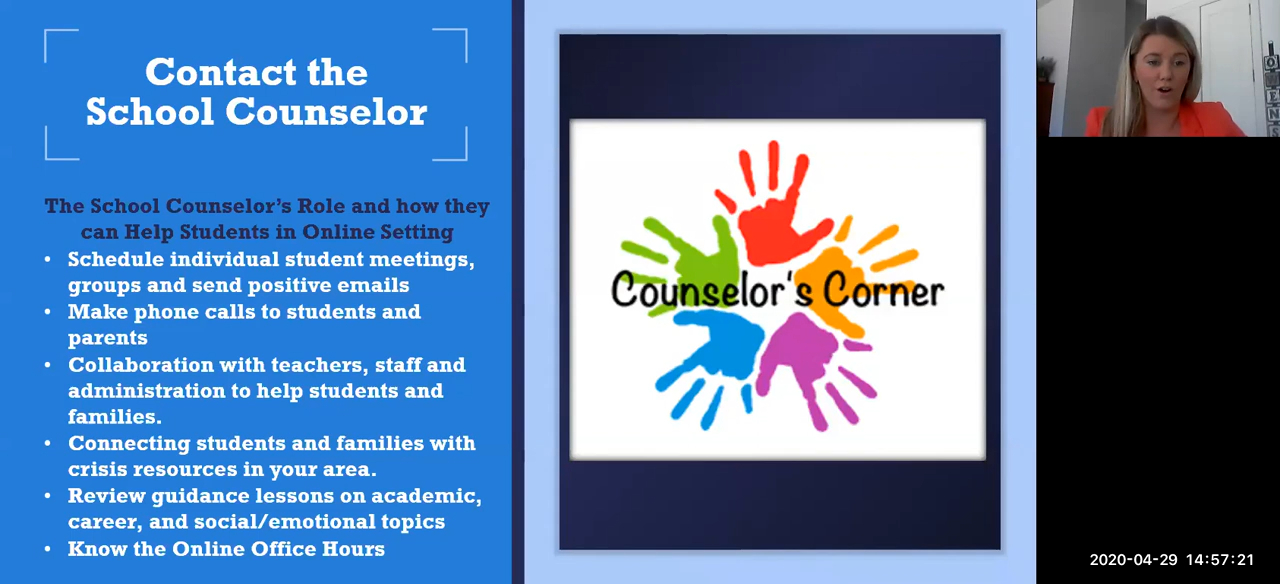 Contact the
School Counselor
The School Counselor's Role and how they
can Help Students in Online Setting
• Schedule individual student meetings,
groups and send positive emails
• Make phone calls to students and
parents
• Collaboration with teachers, staff and
administration to help students and
families.
• Connecting students and families with
crisis resources in your area.
• Review guidance lessons on academic,
career, and social/emotional topics
• Know the Online Office Hours
Counselor's Corner
2020-04-29 14:57:21